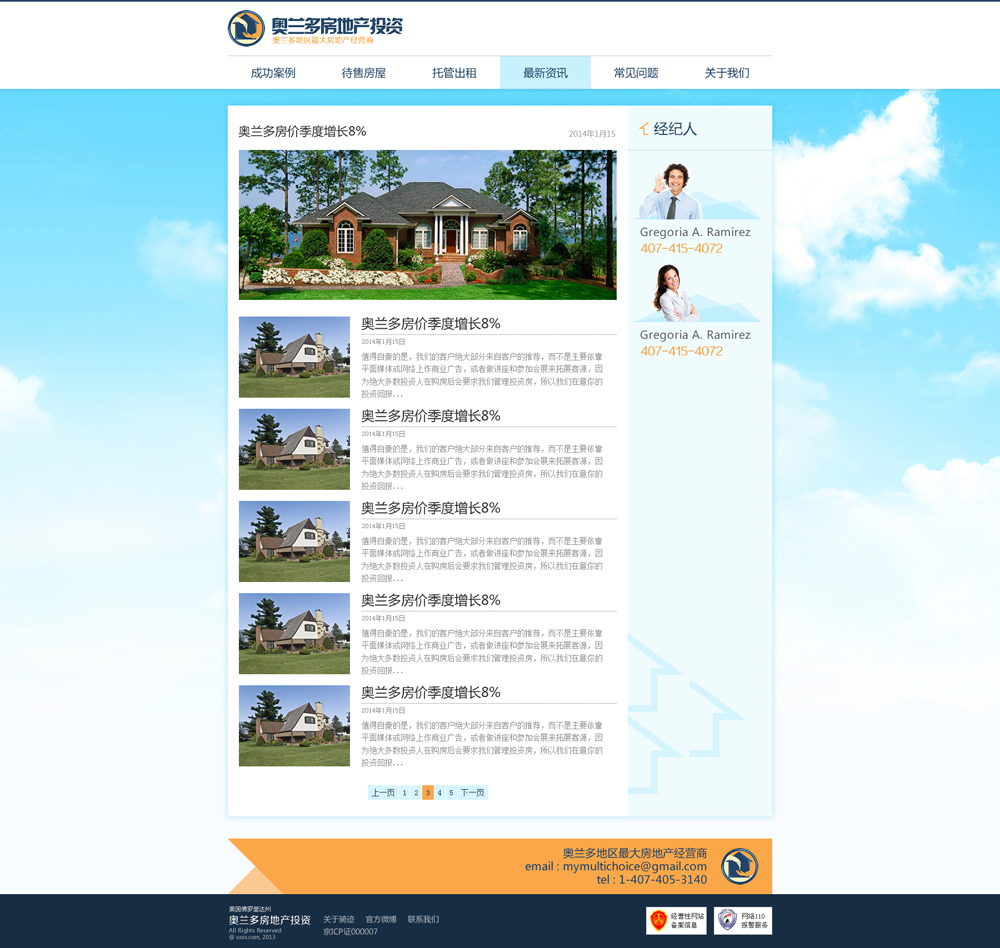 奥兰多房地产投资
奥兰多地区最大房地产经营商
成功案例 待售房屋 托管出租 最新资讯 常见问题 关于我们
奥兰多房价季度增长8% 2014年1月15
经纪人
Gregoria A. Ramirez
407-415-4072
Gregoria A. Ramirez
407-415-4072
奥兰多房价季度增长8%
2014年1月15日
值得自豪的是，我们的客户绝大部分来自客户的推荐，而不是主要依靠
平面媒体或网络上作商业广告，或者象讲座和参加会展来拓展客源，因
为绝大多数投资人在购房后会要求我们管理投资房，所以我们在意你的
投资回报...
奥兰多房价季度增长8%
2014年1月15日
值得自豪的是，我们的客户绝大部分来自客户的推荐，而不是主要依靠
平面媒体或网络上作商业广告，或者象讲座和参加会展来拓展客源，因
为绝大多数投资人在购房后会要求我们管理投资房，所以我们在意你的
投资回报...
奥兰多房价季度增长8%
2014年1月15日
值得自豪的是，我们的客户绝大部分来自客户的推荐，而不是主要依靠
平面媒体或网络上作商业广告，或者象讲座和参加会展来拓展客源，因
为绝大多数投资人在购房后会要求我们管理投资房，所以我们在意你的
投资回报...
奥兰多房价季度增长8%
2014年1月15日
值得自豪的是，我们的客户绝大部分来自客户的推荐，而不是主要依靠
平面媒体或网络上作商业广告，或者象讲座和参加会展来拓展客源，因
为绝大多数投资人在购房后会要求我们管理投资房，所以我们在意你的
投资回报...
奥兰多房价季度增长8%
2014年1月15日
值得自豪的是，我们的客户绝大部分来自客户的推荐，而不是主要依靠
平面媒体或网络上作商业广告，或者象讲座和参加会展来拓展客源，因
为绝大多数投资人在购房后会要求我们管理投资房，所以我们在意你的
投资回报...
上一页 1 2 3 4 5 下一页
奥兰多地区最大房地产经营商
email : mymultichoice@gmail.com
tel : 1-407-405-3140
美国佛罗里达州
奥兰多房地产投资
All Rights Reserved
@ xxxx.com, 2013
关于骑迹 官方微博 联系我们
京ICP证000007
经营性网站
备案信息
网络110
报警服务